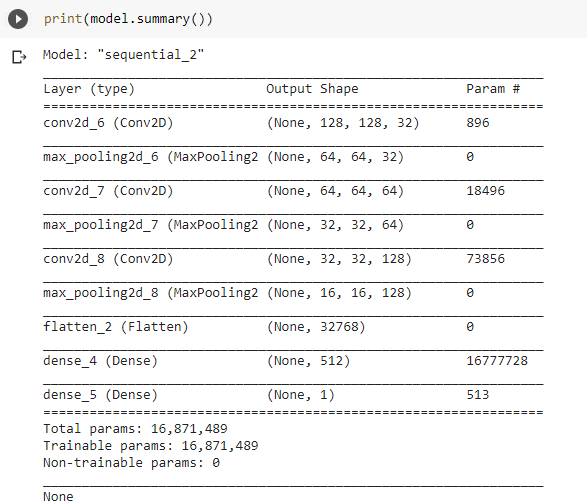 print(model.summary())
Model: "sequential_2"
_________________________________________________________________
Layer (type)                 Output Shape              Param #
=================================================================
conv2d_6 (Conv2D)            (None, 128, 128, 32)      896
_________________________________________________________________
max_pooling2d_6 (MaxPooling2 (None, 64, 64, 32)        0
_________________________________________________________________
conv2d_7 (Conv2D)            (None, 64, 64, 64)        18496
_________________________________________________________________
max_pooling2d_7 (MaxPooling2 (None, 32, 32, 64)        0
_________________________________________________________________
conv2d_8 (Conv2D)            (None, 32, 32, 128)       73856
_________________________________________________________________
max_pooling2d_8 (MaxPooling2 (None, 16, 16, 128)       0
_________________________________________________________________
flatten_2 (Flatten)          (None, 32768)             0
_________________________________________________________________
dense_4 (Dense)              (None, 512)               16777728
_________________________________________________________________
dense_5 (Dense)              (None, 1)                 513
=================================================================
Total params: 16,871,489
Trainable params: 16,871,489
Non-trainable params: 0
_________________________________________________________________
None